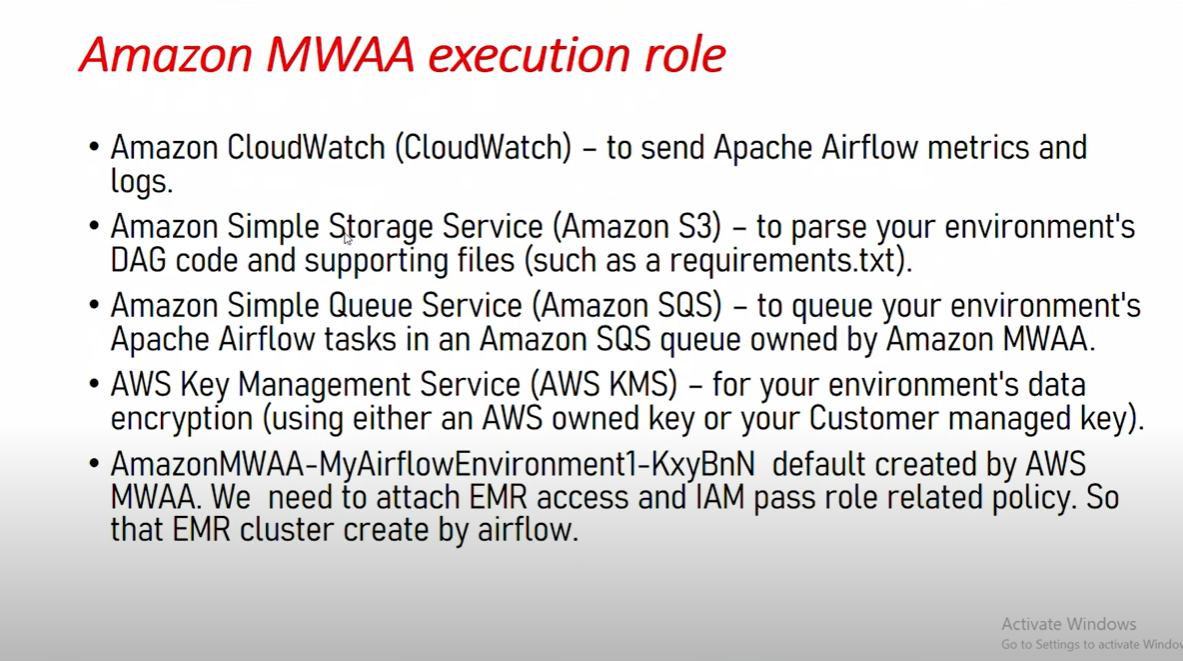 Amazon MWAA execution role
• Amazon CloudWatch (CloudWatch) – to send Apache Airflow metrics and
logs.
• Amazon Simple Storage Service (Amazon S3) – to parse your environment's
DAG code and supporting files (such as a requirements.txt).
• Amazon Simple Queue Service (Amazon SQS) – to queue your environment's
Apache Airflow tasks in an Amazon SQS queue owned by Amazon MWAA.
• AWS Key Management Service (AWS KMS) – for your environment's data
encryption (using either an AWS owned key or your Customer managed key).
• AmazonMWAA-MyAirflowEnvironment1-KxyBnN default created by AWS
MWAA. We need to attach EMR access and IAM pass role related policy. So
that EMR cluster create by airflow.
Activate Windows
Go to Settings to activate Windo